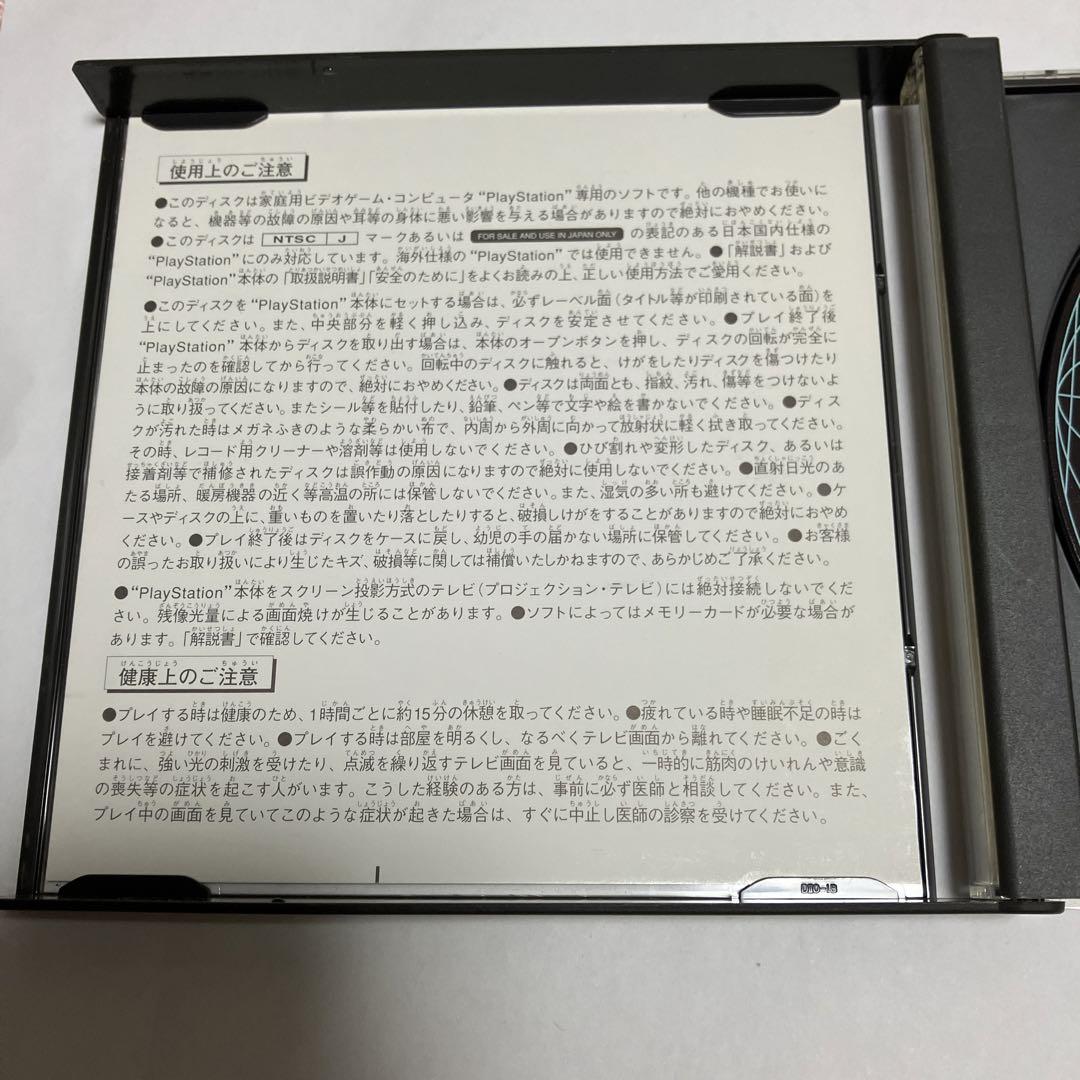 使用上のご注意
●このディスクは家庭用ビデオゲーム・コンピュータ“PlayStation”専用のソフトです。他の機種でお使いに
なると、機器等の故障の原因や耳等の身体に悪い影響を与える場合がありますので絶対におやめください。
●このディスクは NTSC J マークあるいは FOR SALE AND USE IN JAPAN ONLY の表記のある日本国内仕様の
“PlayStation”にのみ対応しています。海外仕様の“PlayStation”では使用できません。●「解説書」および
“PlayStation”本体の「取扱説明書」「安全のために」をよくお読みの上、正しい使用方法でご愛用ください。
●このディスクを“PlayStation”本体にセットする場合は、必ずレーベル面（タイトル等が印刷されている面）を
上にしてください。また、中央部分を軽く押し込み、ディスクを安定させてください。●プレイ終了後
“PlayStation”本体からディスクを取り出す場合は、本体のオープンボタンを押し、ディスクの回転が完全に
止まったのを確認してから行ってください。回転中のディスクに触れると、けがをしたりディスクを傷つけたり
本体の故障の原因になりますので、絶対におやめください。●ディスクは両面とも、指紋、汚れ、傷等をつけないよ
うに取り扱ってください。またシール等を貼付したり、鉛筆、ペン等で文字や絵を書かないでください。●ディス
クが汚れた時はメガネふきのような柔らかい布で、内周から外周に向かって放射状に軽く拭き取ってください。
その時、レコード用クリーナーや溶剤等は使用しないでください。●ひび割れや変形したディスク、あるいは
接着剤等で補修されたディスクは誤作動の原因になりますので絶対に使用しないでください。●直射日光のあ
たる場所、暖房機器の近く等高温の所には保管しないでください。また、湿気の多い所も避けてください。●ケ
ースやディスクの上に、重いものを置いたり落としたりすると、破損しけがをすることがありますので絶対におやめ
ください。●プレイ終了後はディスクをケースに戻し、幼児の手の届かない場所に保管してください。●お客様
の誤ったお取り扱いにより生じたキズ、破損等に関しては補償いたしかねますので、あらかじめご了承ください。
●“PlayStation”本体をスクリーン投影方式のテレビ（プロジェクション・テレビ）には絶対接続しないでくだ
さい。残像光量による画面焼けが生じることがあります。●ソフトによってはメモリーカードが必要な場合が
あります。「解説書」で確認してください。
健康上のご注意
●プレイする時は健康のため、1時間ごとに約15分の休憩を取ってください。●疲れている時や睡眠不足の時は
プレイを避けてください。●プレイする時は部屋を明るくし、なるべくテレビ画面から離れてください。●ごく
まれに、強い光の刺激を受けたり、点滅を繰り返すテレビ画面を見ていると、一時的に筋肉のけいれんや意識
の喪失等の症状を起こす人がいます。こうした経験のある方は、事前に必ず医師と相談してください。また、
プレイ中の画面を見ていてこのような症状が起きた場合は、すぐに中止し医師の診察を受けてください。